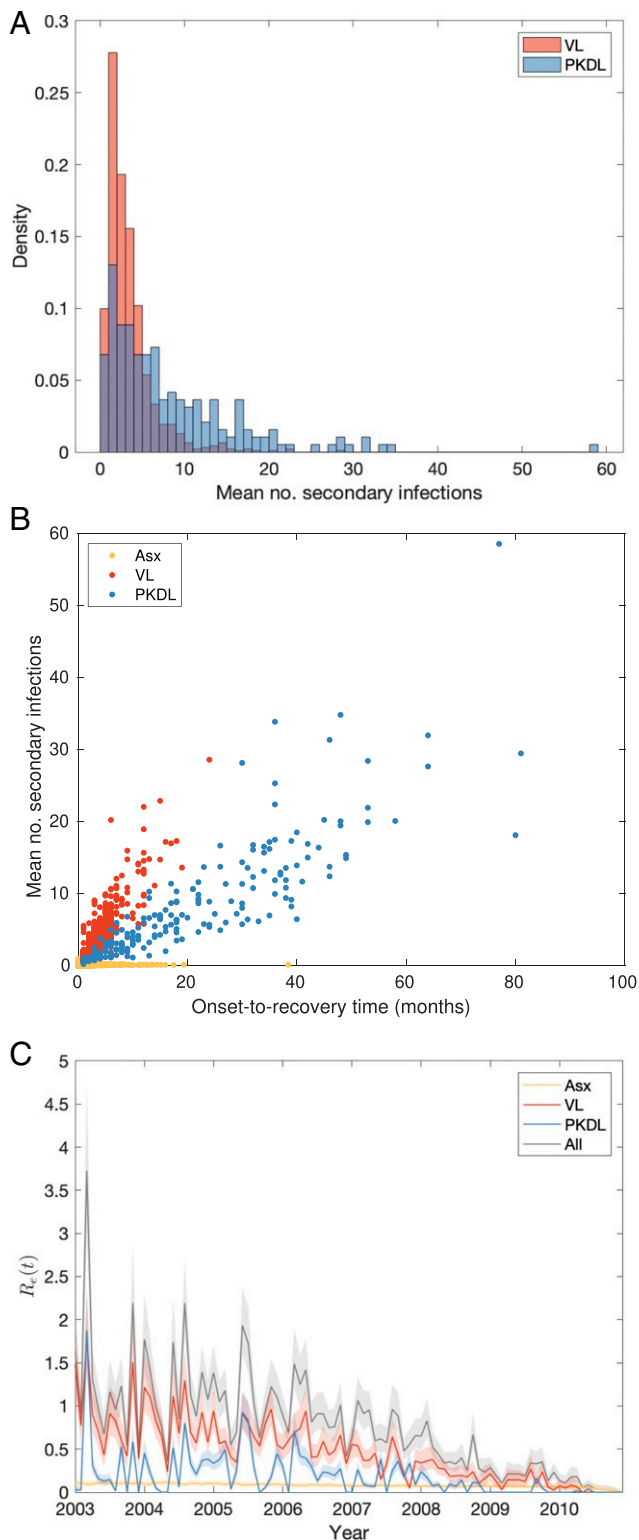 A
0.3
0.25
0.2
0.15
0.1
0.05
0
Density
VL
PKDL
0 10 20 30 40 50 60
Mean no. secondary infections
B
60
50
40
30
20
10
0
Mean no. secondary infections
Asx
VL
PKDL
0 20 40 60 80 100
Onset-to-recovery time (months)
C
5
4.5
4
3.5
3
2.5
2
1.5
1
0.5
0
Re(t)
Asx
VL
PKDL
All
2003 2004 2005 2006 2007 2008 2009 2010
Year